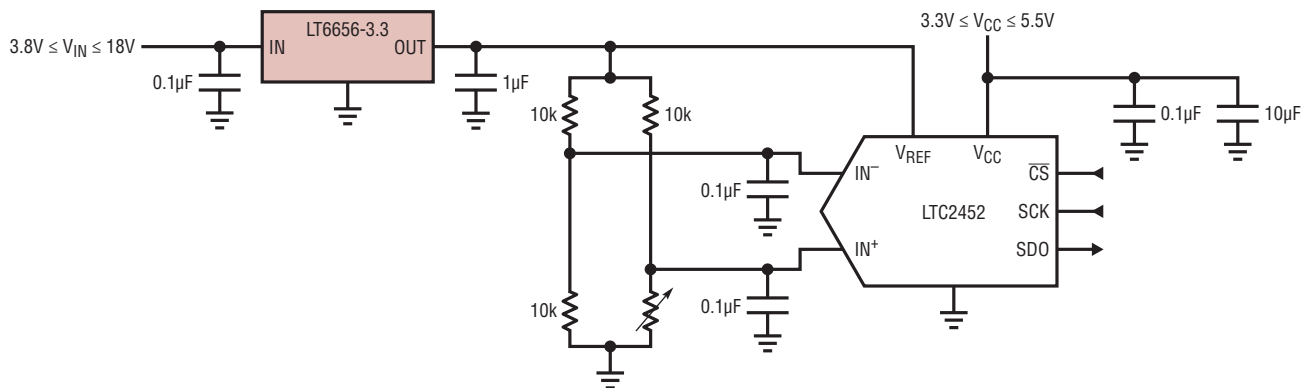 3.3V ≤ VCC ≤ 5.5V
LT6656-3.3
3.8V ≤ VIN ≤ 18V
IN
OUT
0.1µF
1µF
10k
10k
0.1µF
10µF
VREF
VCC
IN–
CS
0.1µF
LTC2452
SCK
IN+
SDO
10k
0.1µF